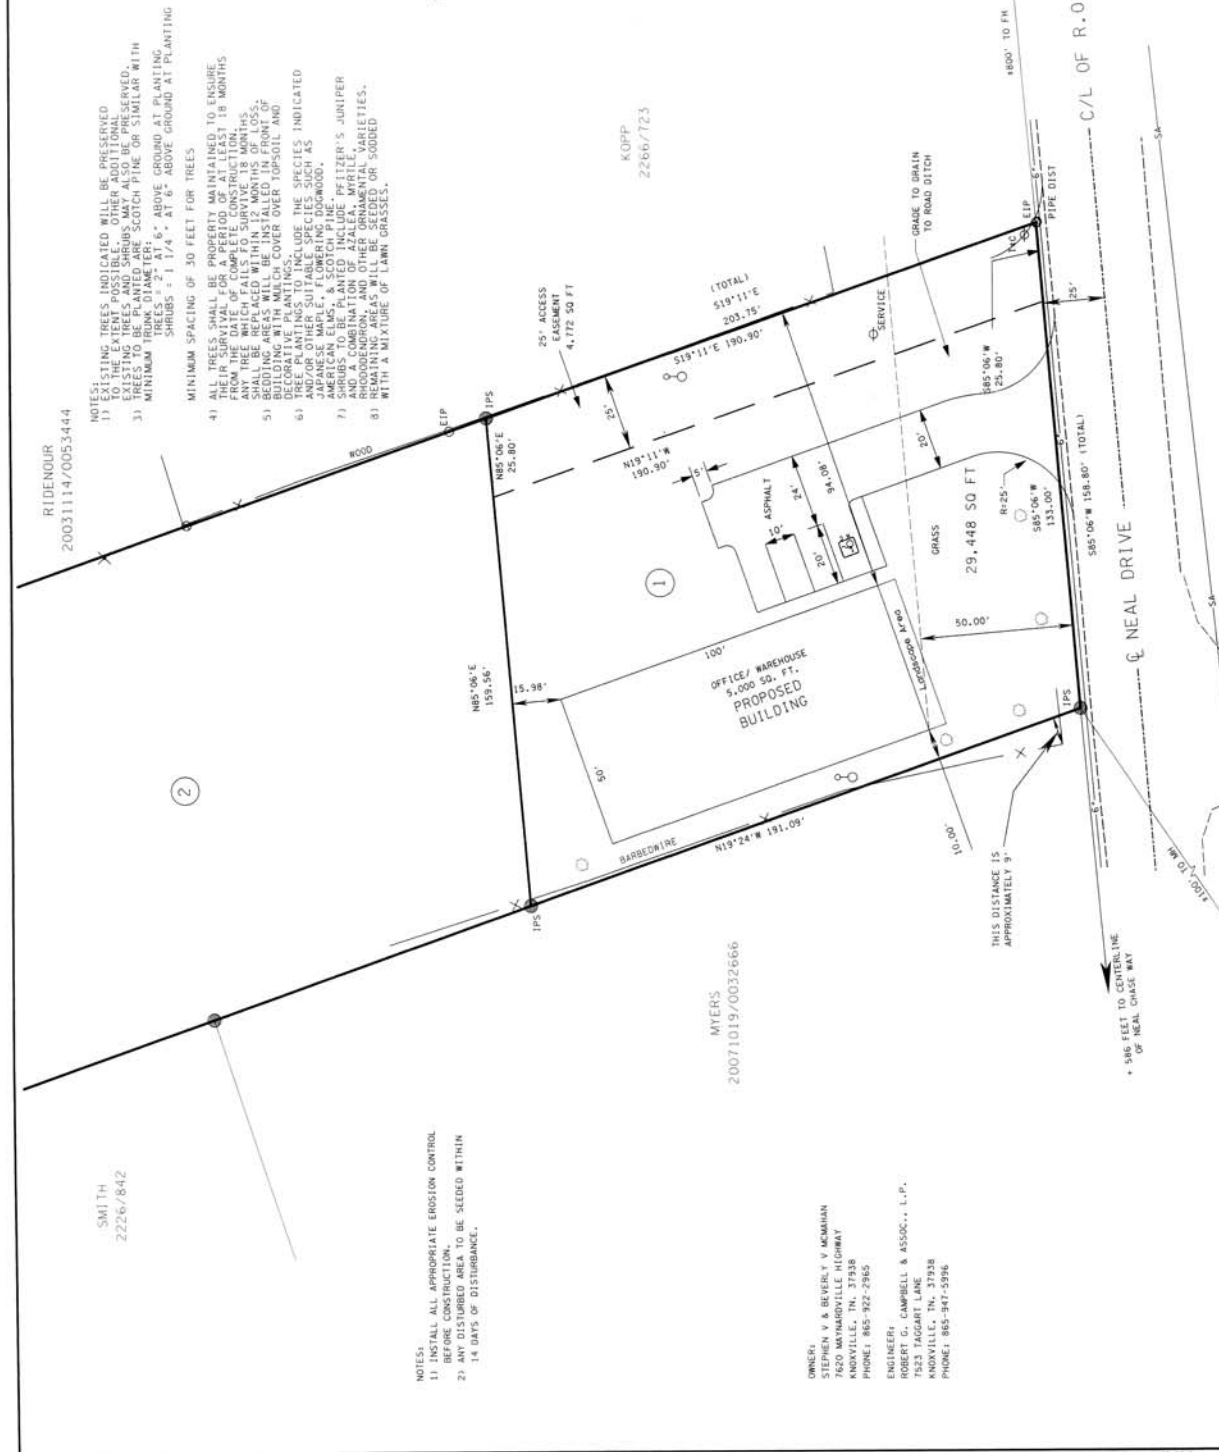 RIDENOUR
20031114/0053444
NOTES:
1) EXISTING TREES INDICATED WILL BE PRESERVED
TO THE EXTENT POSSIBLE. OTHER ADDITIONAL
EXISTING TREES AND SHRUBS MAY ALSO BE PRESERVED.
3) TREES TO BE PLANTED ARE SCOTCH PINE OR SIMILAR WITH
MINIMUM TRUNK DIAMETER:
TREES = 2" AT 6" ABOVE GROUND AT PLANTING
SHRUBS = 1 1/4 " AT 6" ABOVE GROUND AT PLANTING
MINIMUM SPACING OF 30 FEET FOR TREES
4) ALL TREES SHALL BE PROPERTY MAINTAINED TO ENSURE
THEIR SURVIVAL FOR A PERIOD OF AT LEAST 18 MONTHS
FROM THE DATE OF COMPLETE CONSTRUCTION.
ANY TREE WHICH FAILS TO SURVIVE 18 MONTHS
SHALL BE REPLACED WITHIN 12 MONTHS OF LOSS.
5) BEDDING AREAS WILL BE INSTALLED IN FRONT OF
BUILDING WITH MULCH COVER OVER TOPSOIL AND
DECORATIVE PLANTINGS.
6) TREE PLANTINGS TO INCLUDE THE SPECIES INDICATED
AND/OR OTHER SUITABLE SPECIES SUCH AS
JAPANESE MAPLE, FLOWERING DOGWOOD,
AMERICAN ELMS, & SCOTCH PINE.
7) SHRUBS TO BE PLANTED INCLUDE PFITZER'S JUNIPER
AND A COMBINATION OF AZALEA, MYRTLE,
RHODODENDRON, AND OTHER ORNAMENTAL VARIETIES.
8) REMAINING AREAS WILL BE SEEDED OR SODDED
WITH A MIXTURE OF LAWN GRASSES.
KOPP
2266/723
±800' TO FH
C/L OF R.O
SA
WOOD
EIP
IPS
N85°06'E
25.80'
25' ACCESS
EASEMENT
4,772 SQ FT
25'
N19°11'W
190.90'
(TOTAL)
S19°11'E
203.75'
S19°11'E 190.90'
SERVICE
GRADE TO DRAIN
TO ROAD DITCH
S85°06'W
25.80'
EIP
6"
PIPE DIST
25'
2
N85°06'E
159.56'
15.98'
1
5'
ASPHALT
24'
94.08'
10'
20'
20'
GRASS
29,448 SQ FT
R=25'
S85°06'W
133.00'
6"
S85°06'W 158.80' (TOTAL)
100'
50'
OFFICE/ WAREHOUSE
5,000 SQ. FT.
PROPOSED
BUILDING
Landscape Area
50.00'
℄ NEAL DRIVE
SA
IPS
IPS
BARBEDWIRE
N19°24'W 191.09'
10.00'
THIS DISTANCE IS
APPROXIMATELY 9'
6"
±100' TO MH
± 586 FEET TO CENTERLINE
OF NEAL CHASE WAY
MYERS
20071019/0032666
SMITH
2226/842
NOTES:
1) INSTALL ALL APPROPRIATE EROSION CONTROL
BEFORE CONSTRUCTION.
2) ANY DISTURBED AREA TO BE SEEDED WITHIN
14 DAYS OF DISTURBANCE.
OWNER:
STEPHEN V & BEVERLY V MCMAHAN
7620 MAYNARDVILLE HIGHWAY
KNOXVILLE, TN. 37938
PHONE: 865-922-2965
ENGINEER:
ROBERT G. CAMPBELL & ASSOC., L.P.
7523 TAGGART LANE
KNOXVILLE, TN. 37938
PHONE: 865-947-5996